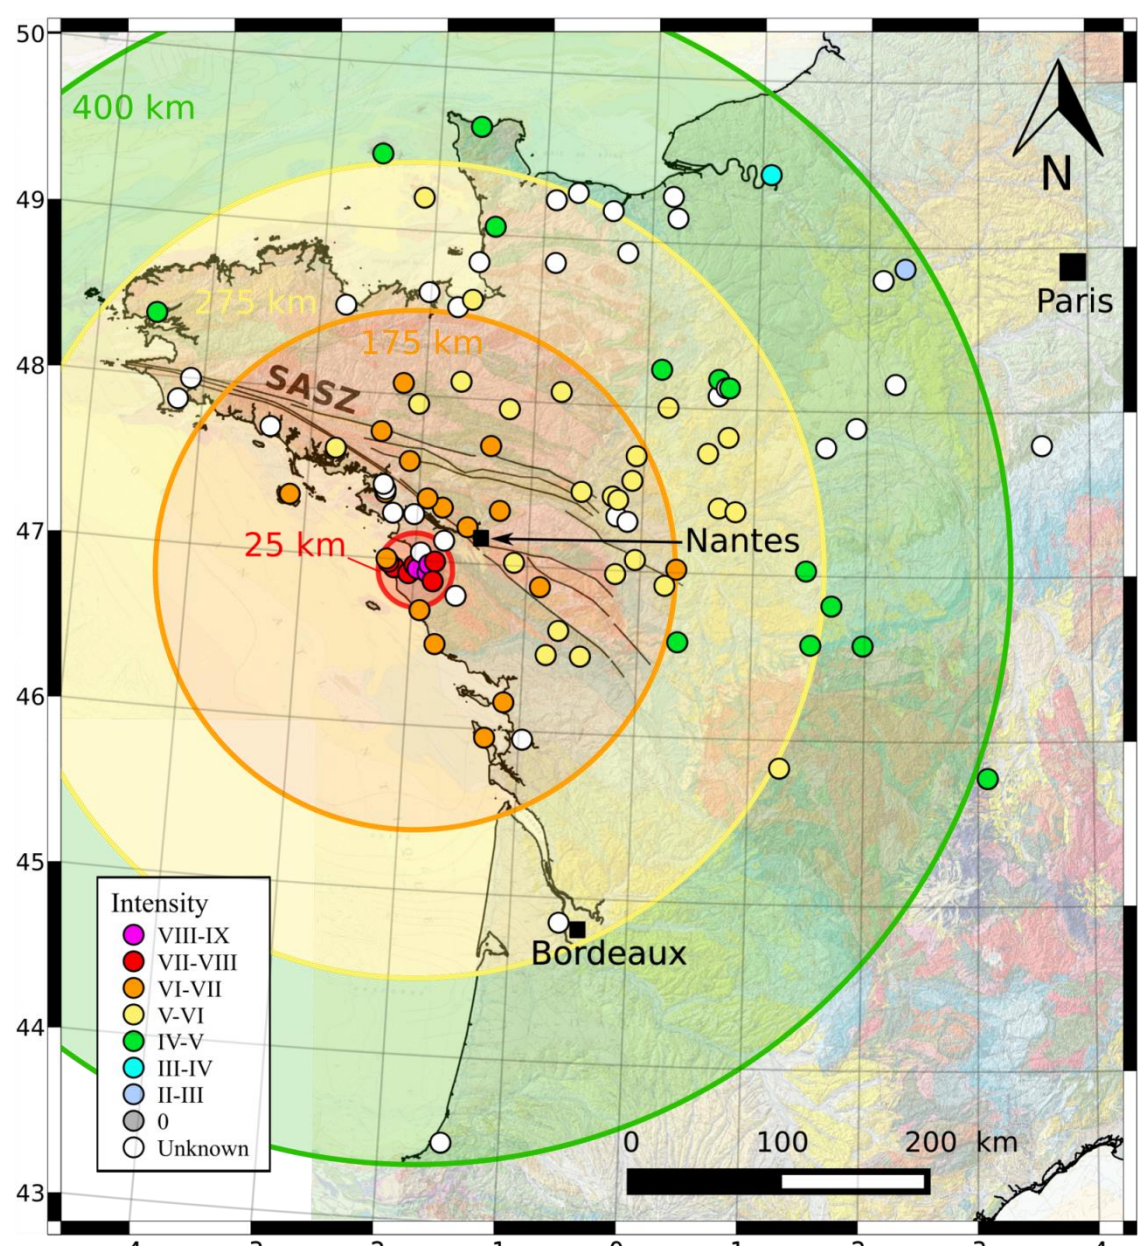 50
400 km
N
49
Paris
275 km
175 km
48
SASZ
47
Nantes
25 km
46
45
Intensity
VIII-IX
VII-VIII
VI-VII
V-VI
IV-V
III-IV
II-III
0
Unknown
Bordeaux
44
0 100 200 km
43